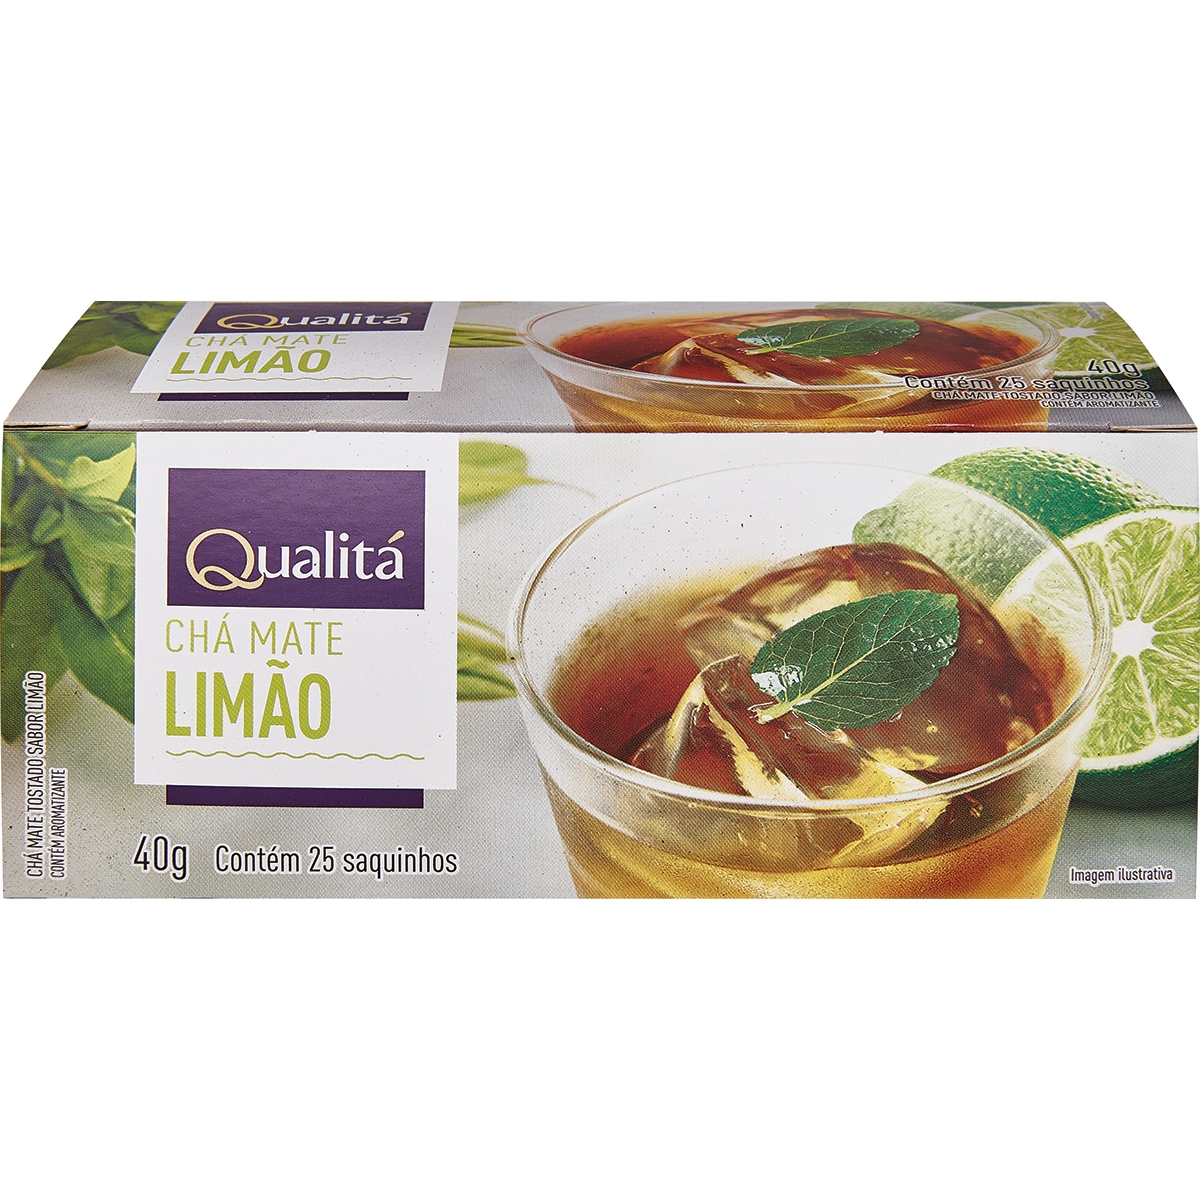 Qualitá
CHÁ MATE
LIMÃO
40g
Contém 25 saquinhos
CHÁ MATE TOSTADO SABOR LIMÃO
CONTÉM AROMATIZANTE
Qualitá
CHÁ MATE
LIMÃO
CHÁ MATE TOSTADO SABOR LIMÃO
CONTÉM AROMATIZANTE
40g Contém 25 saquinhos
Imagem ilustrativa